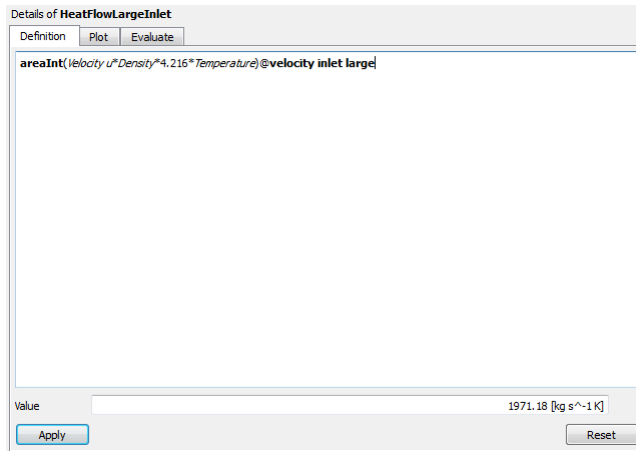 Details of HeatFlowLargeInlet
Definition Plot Evaluate
areaInt(Velocity u*Density*4.216*Temperature)@velocity inlet large
Value 1971.18 [kg s^-1 K]
Apply Reset